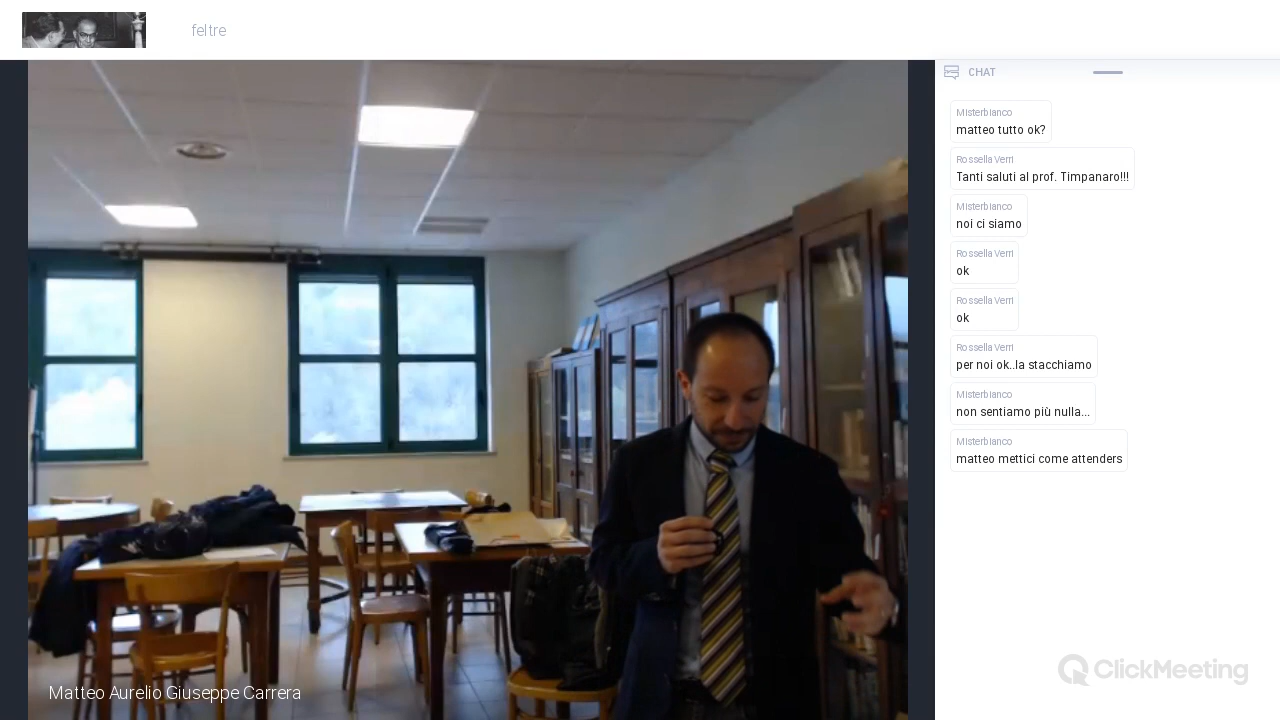 feltre
CHAT
Misterbianco
matteo tutto ok?
Rossella Verri
Tanti saluti al prof. Timpanaro!!!
Misterbianco
noi ci siamo
Rossella Verri
ok
Rossella Verri
ok
Rossella Verri
per noi ok..la stacchiamo
Misterbianco
non sentiamo più nulla...
Misterbianco
matteo mettici come attenders
Matteo Aurelio Giuseppe Carrera
ClickMeeting